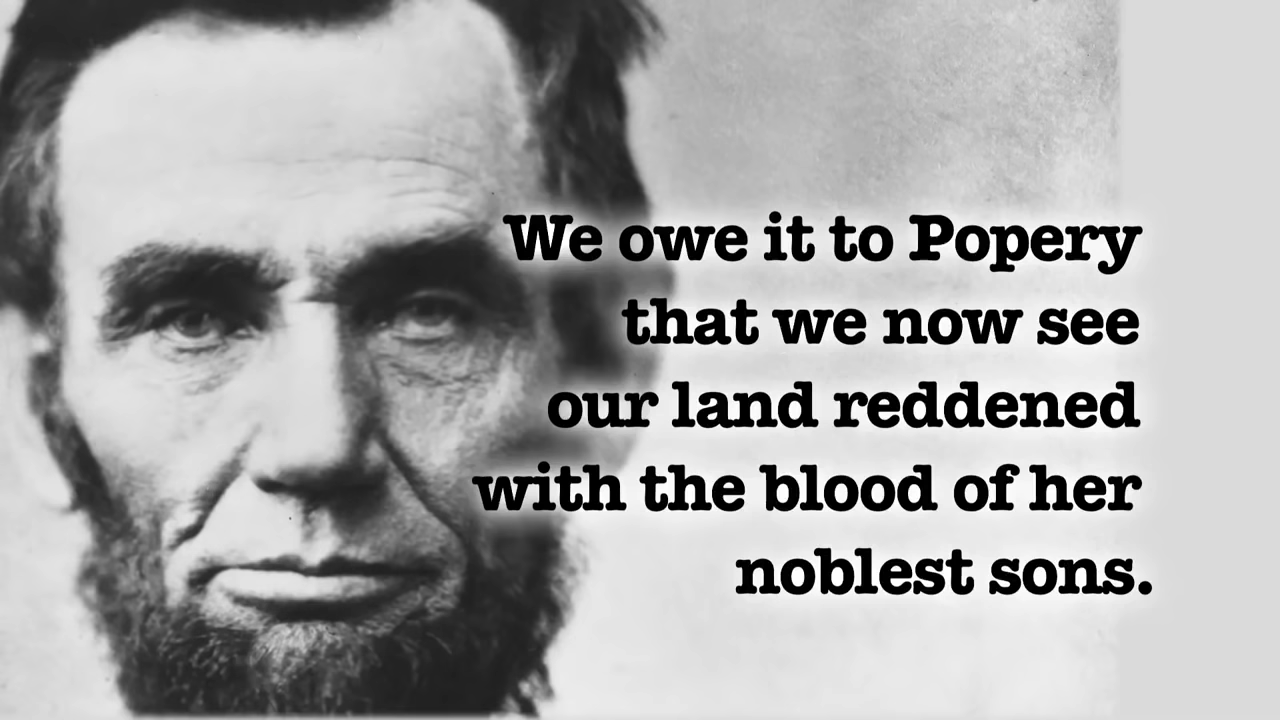 We owe it to Popery
that we now see
our land reddened
with the blood of her
noblest sons.